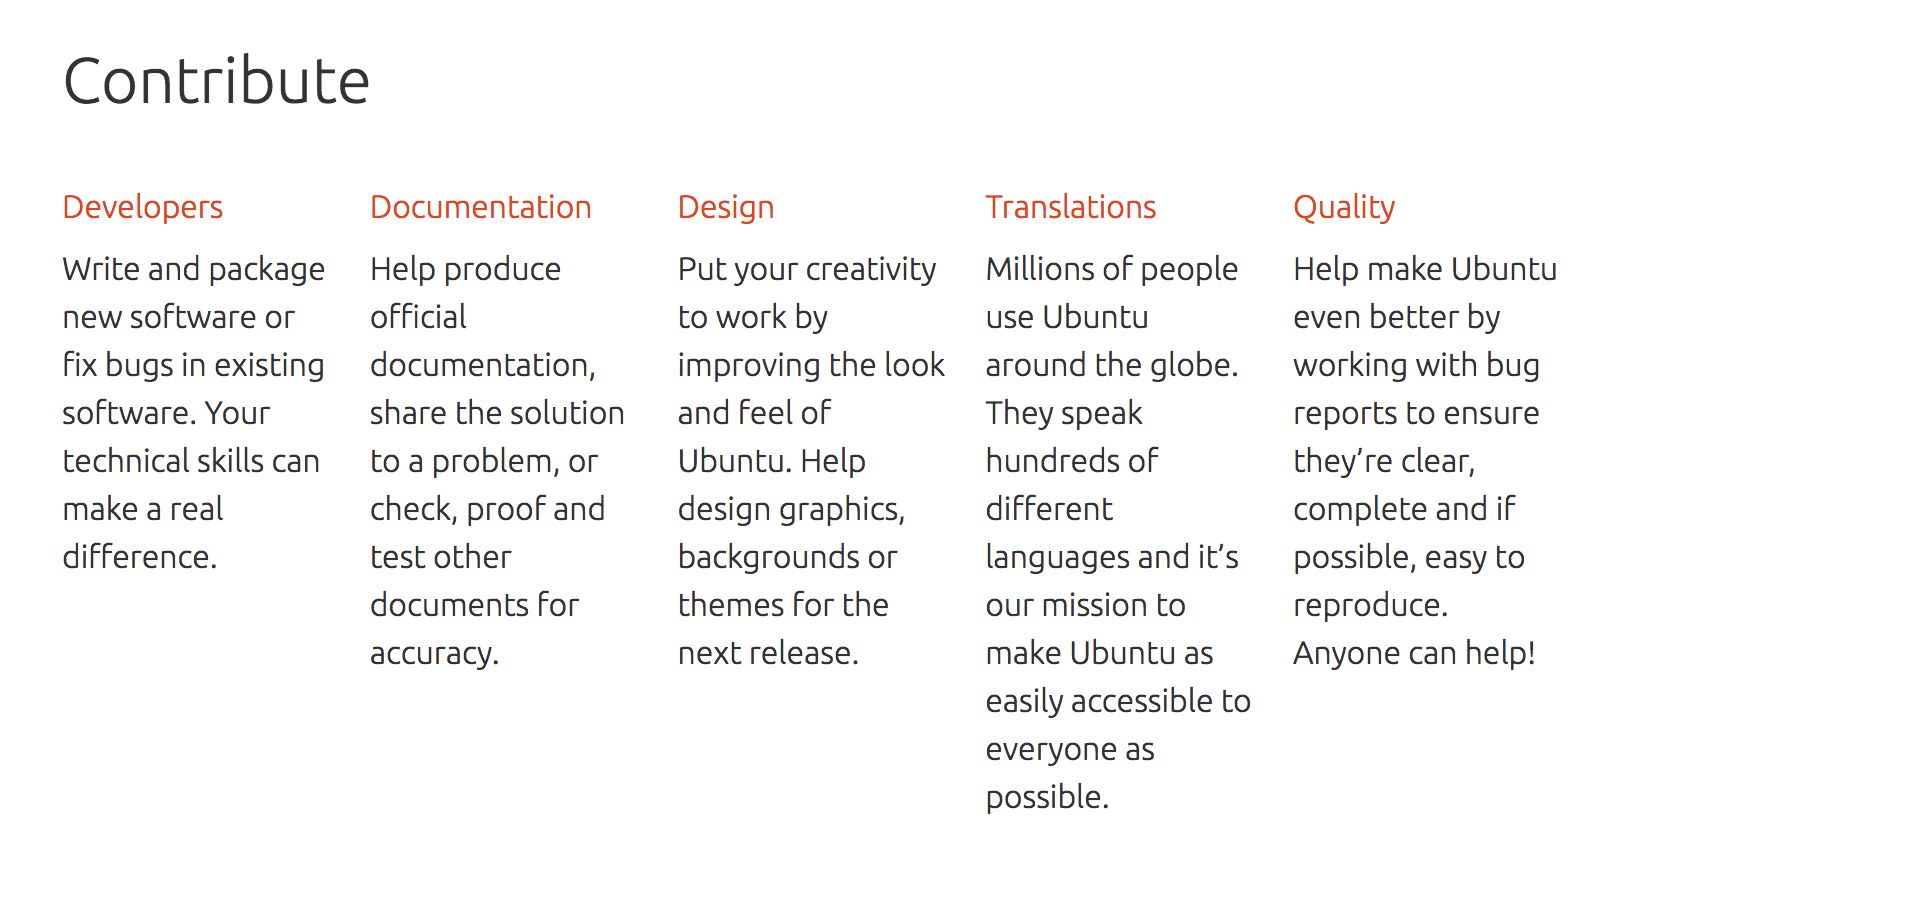 Contribute
Developers
Write and package
new software or
fix bugs in existing
software. Your
technical skills can
make a real
difference.
Documentation
Help produce
official
documentation,
share the solution
to a problem, or
check, proof and
test other
documents for
accuracy.
Design
Put your creativity
to work by
improving the look
and feel of
Ubuntu. Help
design graphics,
backgrounds or
themes for the
next release.
Translations
Millions of people
use Ubuntu
around the globe.
They speak
hundreds of
different
languages and it’s
our mission to
make Ubuntu as
easily accessible to
everyone as
possible.
Quality
Help make Ubuntu
even better by
working with bug
reports to ensure
they’re clear,
complete and if
possible, easy to
reproduce.
Anyone can help!